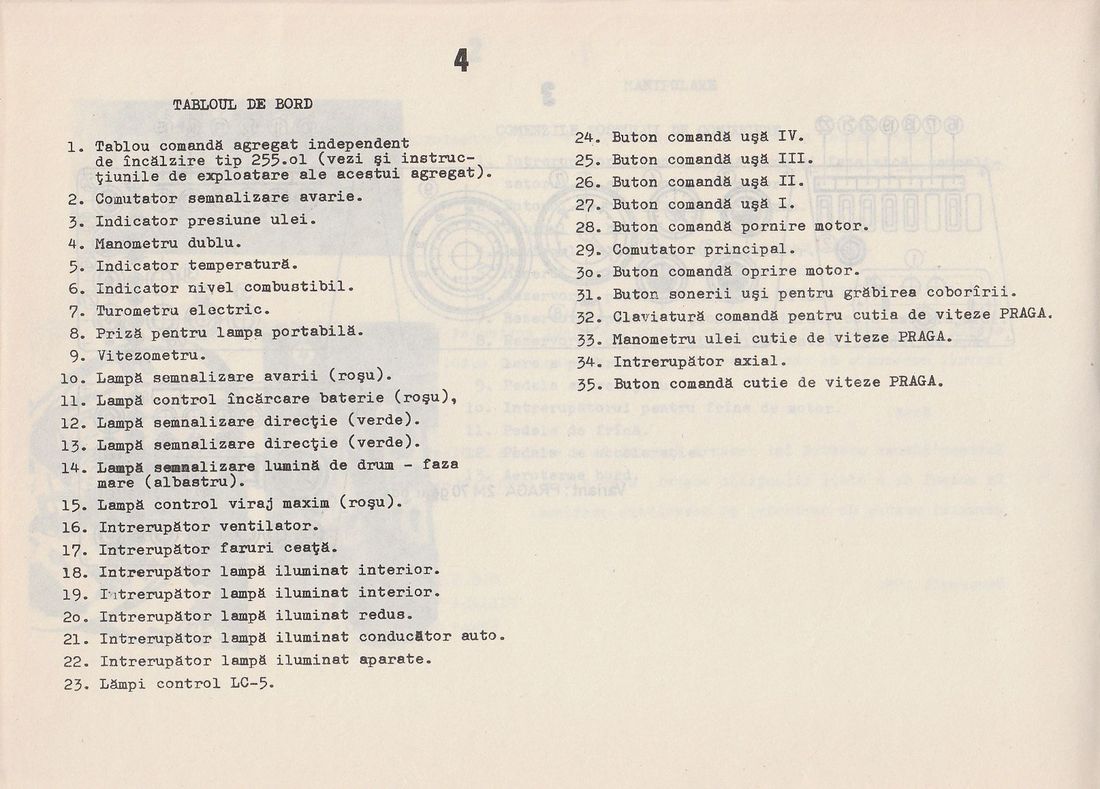 4
TABLOUL DE BORD
1. Tablou comandă agregat independent
de încălzire tip 255.o1 (vezi şi instruc-
ţiunile de exploatare ale acestui agregat).
2. Comutator semnalizare avarie.
3. Indicator presiune ulei.
4. Manometru dublu.
5. Indicator temperatură.
6. Indicator nivel combustibil.
7. Turometru electric.
8. Priză pentru lampa portabilă.
9. Vitezometru.
1o. Lampă semnalizare avarii (roşu).
11. Lampă control încărcare baterie (roşu),
12. Lampă semnalizare direcţie (verde).
13. Lampă semnalizare direcţie (verde).
14. Lampă semnalizare lumină de drum - faza
mare (albastru).
15. Lampă control viraj maxim (roşu).
16. Intrerupător ventilator.
17. Intrerupător faruri ceaţă.
18. Intrerupător lampă iluminat interior.
19. Intrerupător lampă iluminat interior.
2o. Intrerupător lampă iluminat redus.
21. Intrerupător lampă iluminat conducător auto.
22. Intrerupător lampă iluminat aparate.
23. Lămpi control LC-5.
24. Buton comandă uşă IV.
25. Buton comandă uşă III.
26. Buton comandă uşă II.
27. Buton comandă uşă I.
28. Buton comandă pornire motor.
29. Comutator principal.
3o. Buton comandă oprire motor.
31. Buton sonerii uşi pentru grăbirea coborîrii.
32. Claviatură comandă pentru cutia de viteze PRAGA.
33. Manometru ulei cutie de viteze PRAGA.
34. Intrerupător axial.
35. Buton comandă cutie de viteze PRAGA.